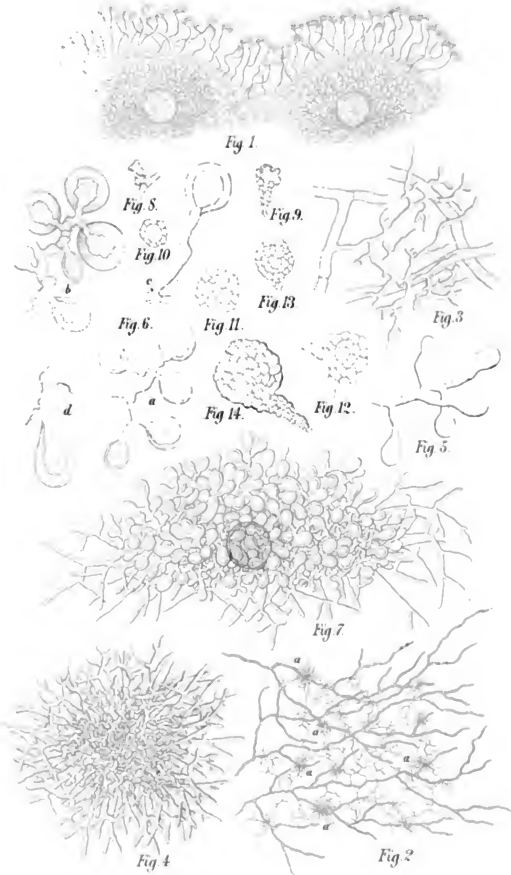 Fig. 1.
Fig. 8.
Fig. 9.
Fig. 10
b
c
Fig. 13.
Fig. 6.
Fig. 11.
Fig. 3
d
a
Fig. 14.
Fig. 12.
Fig. 5.
Fig. 7.
a
a
a
a
a
Fig. 4
Fig. 2